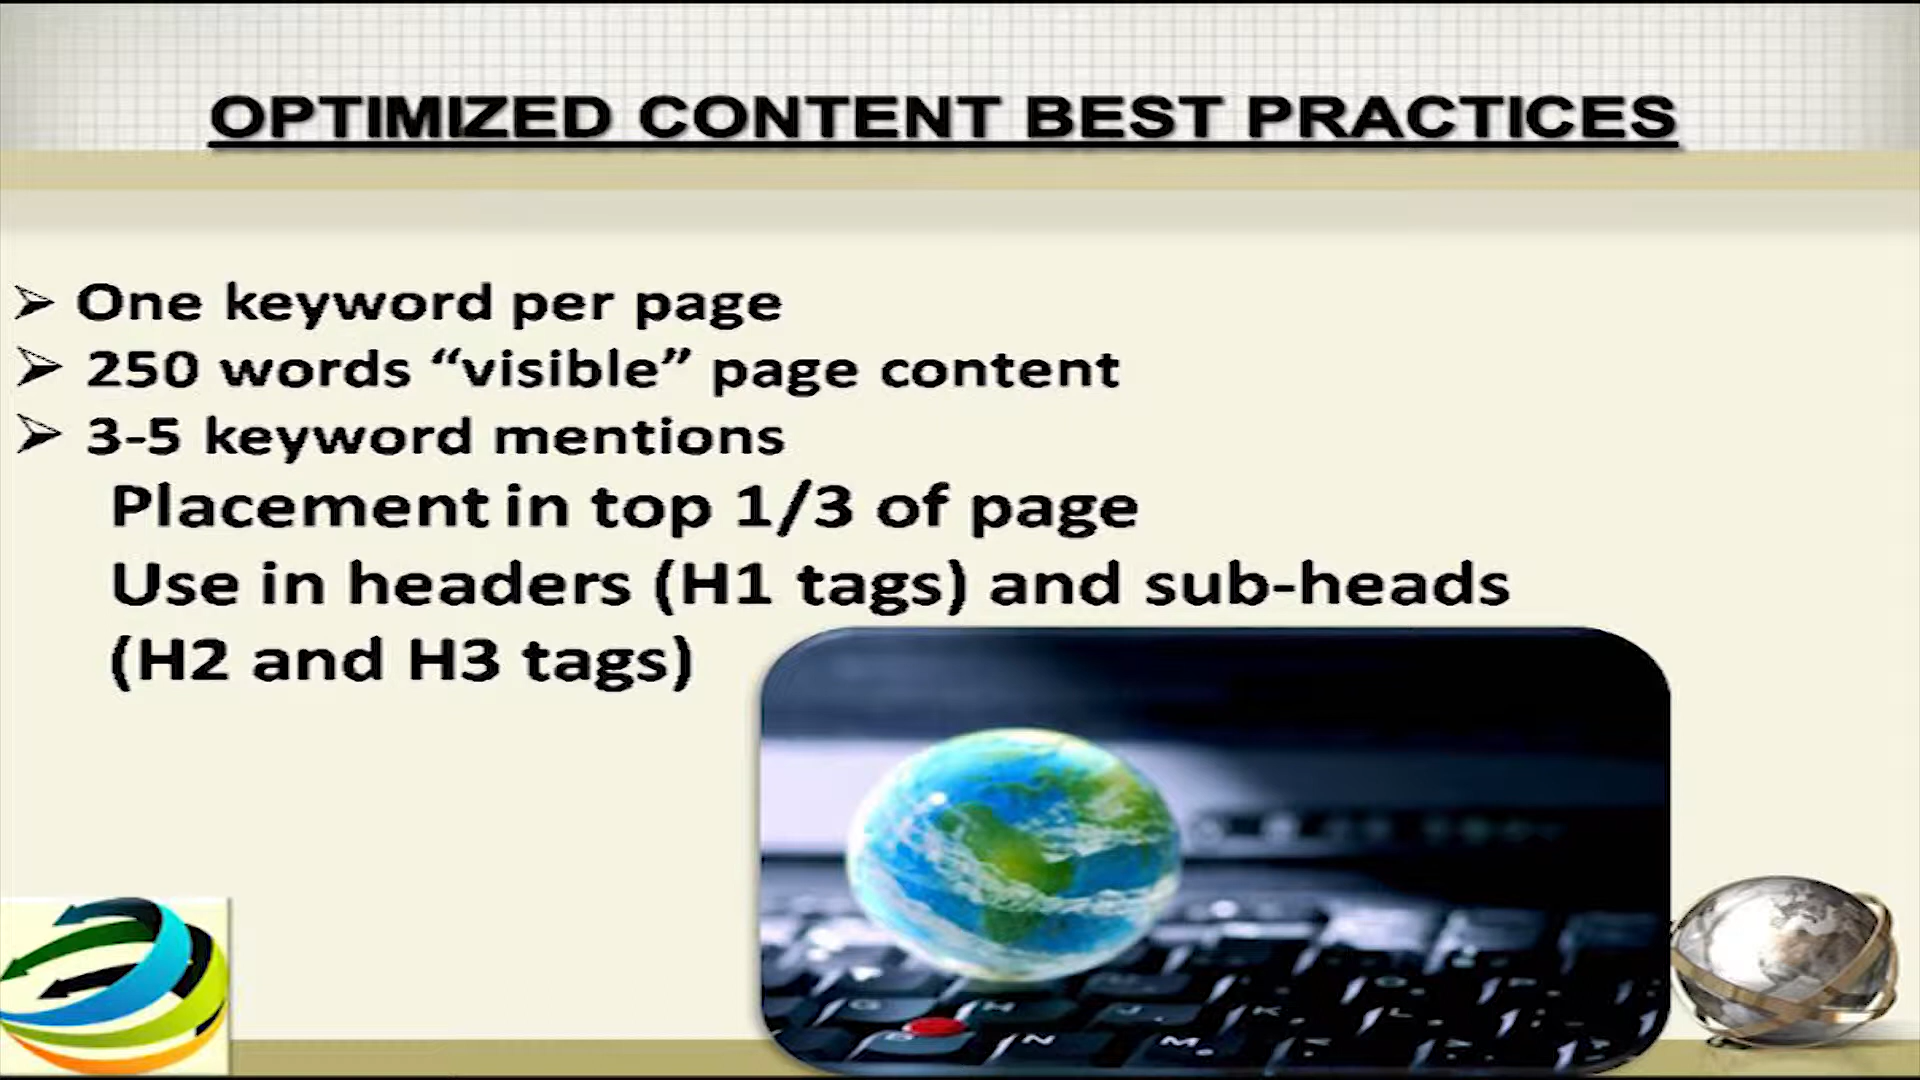 OPTIMIZED CONTENT BEST PRACTICES
➢ One keyword per page
➢ 250 words “visible” page content
➢ 3-5 keyword mentions
Placement in top 1/3 of page
Use in headers (H1 tags) and sub-heads
(H2 and H3 tags)